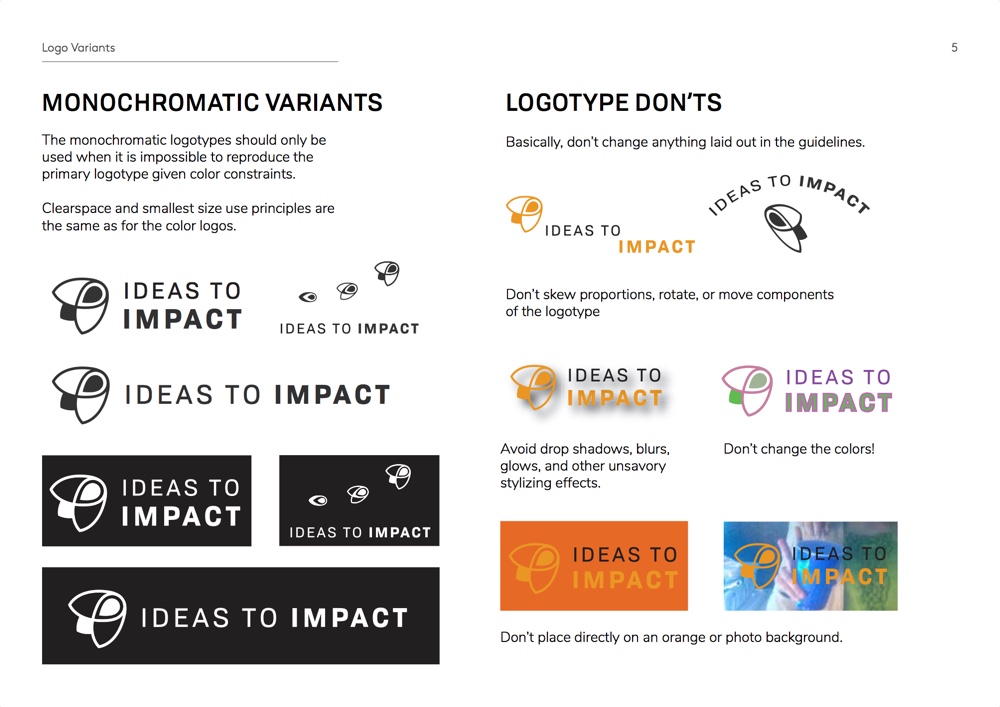 Logo Variants
5
MONOCHROMATIC VARIANTS
The monochromatic logotypes should only be
used when it is impossible to reproduce the
primary logotype given color constraints.
Clearspace and smallest size use principles are
the same as for the color logos.
IDEAS TO
IMPACT
IDEAS TO IMPACT
IDEAS TO IMPACT
IDEAS TO
IMPACT
IDEAS TO IMPACT
IDEAS TO IMPACT
LOGOTYPE DON'TS
Basically, don't change anything laid out in the guidelines.
IDEAS TO
IMPACT
IDEAS TO IMPACT
Don't skew proportions, rotate, or move components
of the logotype
IDEAS TO
IMPACT
IDEAS TO
IMPACT
Avoid drop shadows, blurs,
glows, and other unsavory
stylizing effects.
Don't change the colors!
IDEAS TO
IMPACT
IDEAS TO
IMPACT
Don't place directly on an orange or photo background.